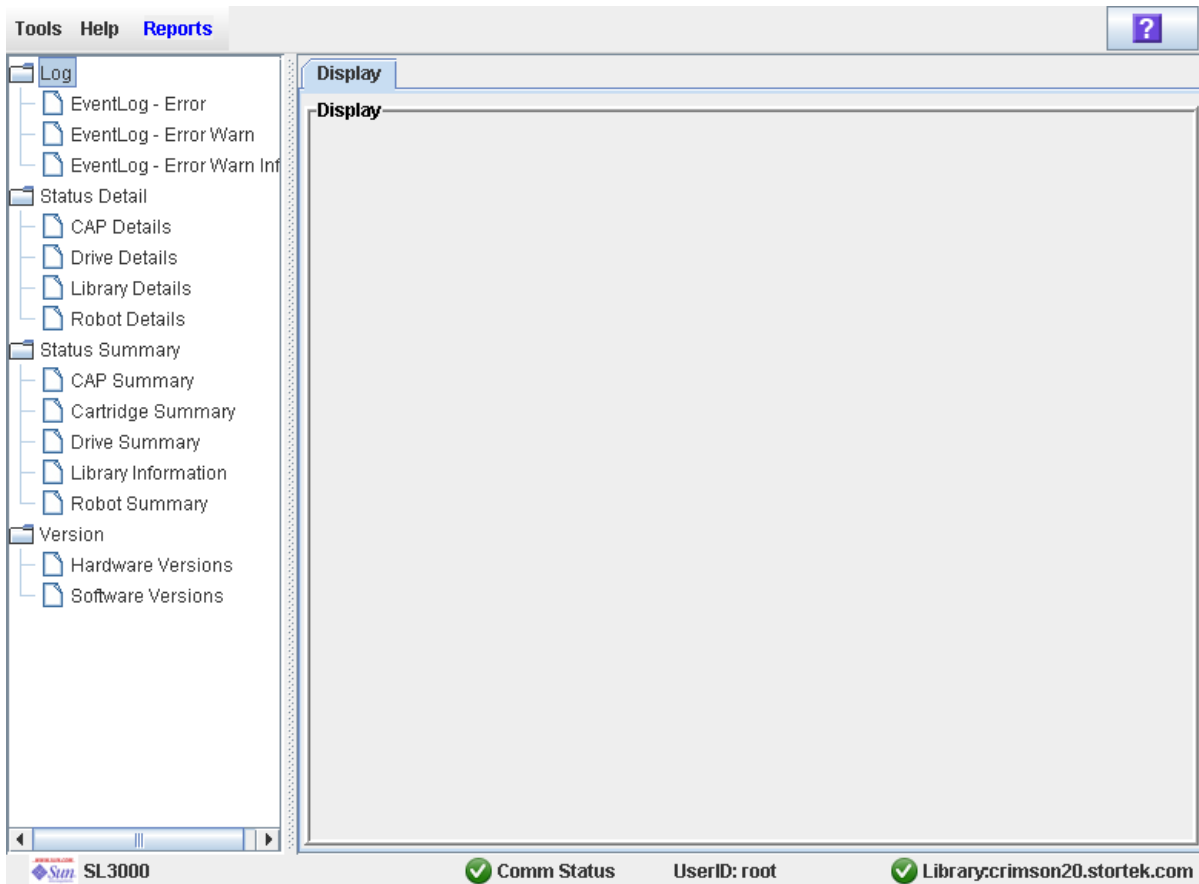 Tools Help Reports
?
Log
EventLog - Error
EventLog - Error Warn
EventLog - Error Warn Inf
Status Detail
CAP Details
Drive Details
Library Details
Robot Details
Status Summary
CAP Summary
Cartridge Summary
Drive Summary
Library Information
Robot Summary
Version
Hardware Versions
Software Versions
Display
Display
Sun SL3000
Comm Status
UserID: root
Library:crimson20.stortek.com